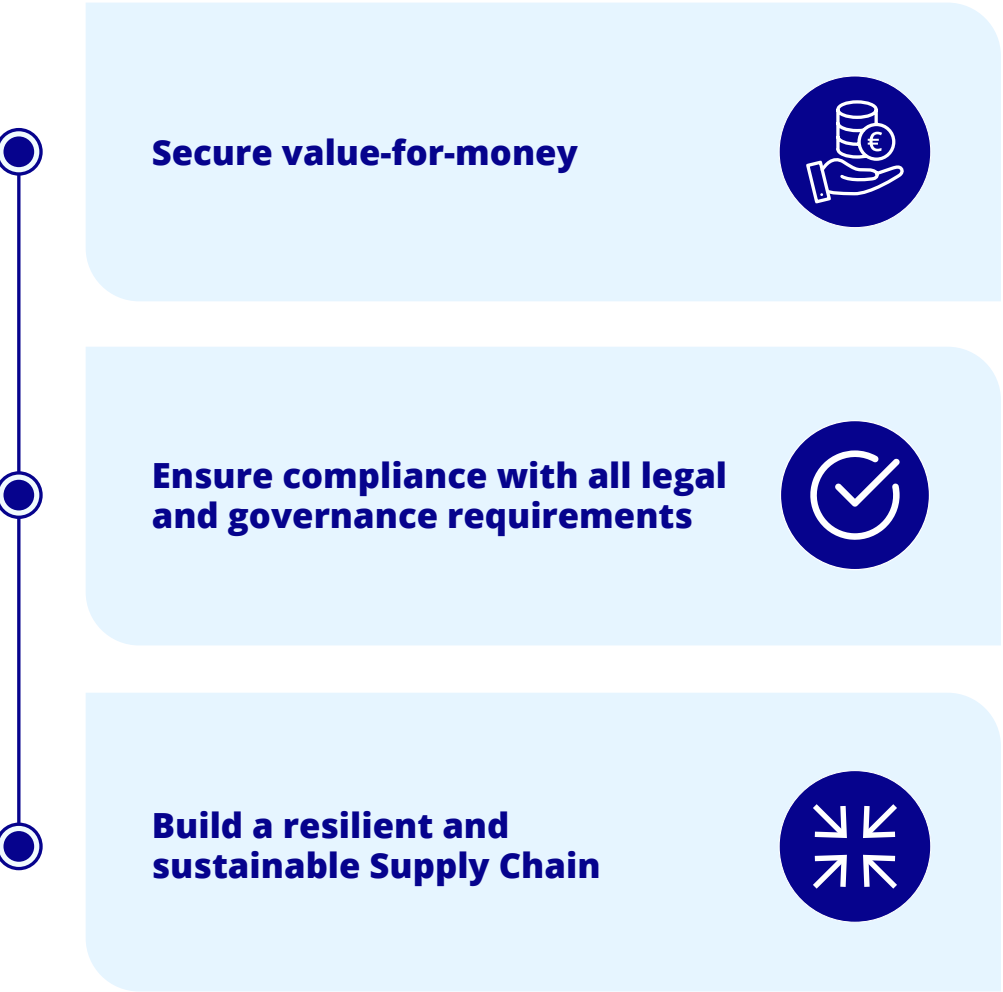 Secure value-for-money
€
Ensure compliance with all legal
and governance requirements
Build a resilient and
sustainable Supply Chain